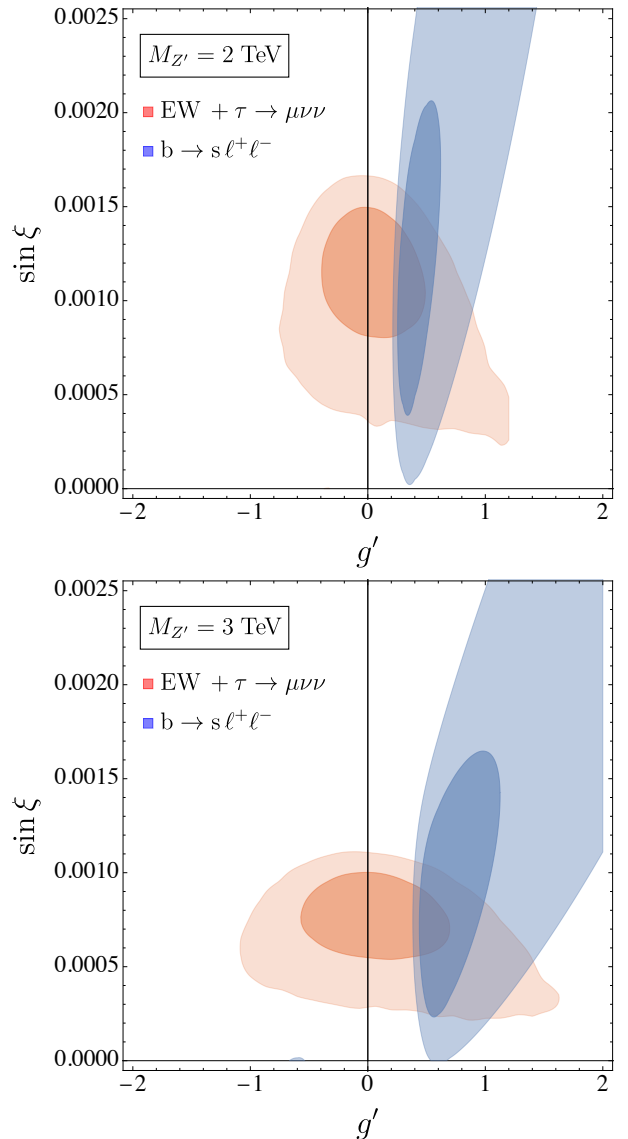 0.0025
M_{Z'} = 2 TeV
0.0020
EW + τ → μνν
b → s ℓ⁺ℓ⁻
0.0015
sin ξ
0.0010
0.0005
0.0000
−2 −1 0 1 2
g′
0.0025
M_{Z'} = 3 TeV
0.0020
EW + τ → μνν
b → s ℓ⁺ℓ⁻
0.0015
sin ξ
0.0010
0.0005
0.0000
−2 −1 0 1 2
g′